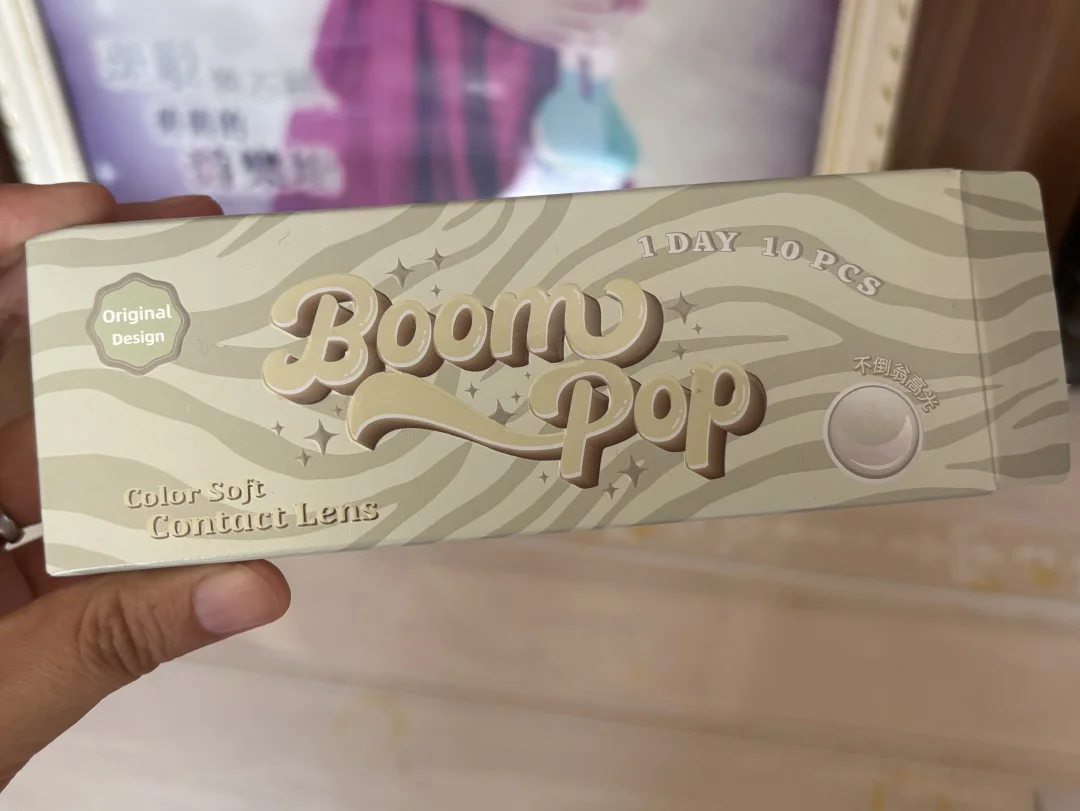 1 DAY 10 PCS
Original
Design
Boom
Pop
不倒翁高光
Color Soft
Contact Lens